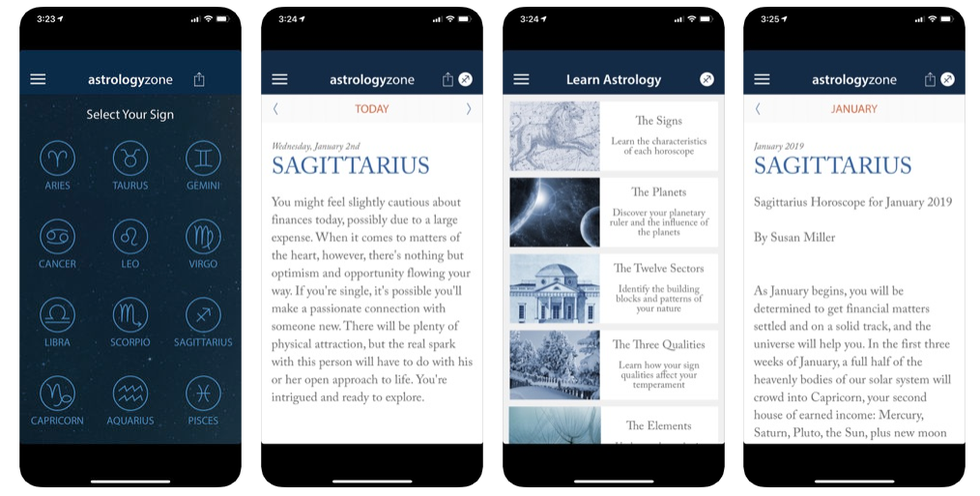 3:23
astrologyzone
Select Your Sign
ARIES TAURUS GEMINI
CANCER LEO VIRGO
LIBRA SCORPIO SAGITTARIUS
CAPRICORN AQUARIUS PISCES
3:24
astrologyzone
TODAY
Wednesday, January 2nd
SAGITTARIUS
You might feel slightly cautious about
finances today, possibly due to a large
expense. When it comes to matters of
the heart, however, there's nothing but
optimism and opportunity flowing your
way. If you're single, it's possible you'll
make a passionate connection with
someone new. There will be plenty of
physical attraction, but the real spark
with this person will have to do with his
or her open approach to life. You're
intrigued and ready to explore.
3:24
Learn Astrology
The Signs
Learn the characteristics
of each horoscope
The Planets
Discover your planetary
ruler and the influence of
the planets
The Twelve Sectors
Identify the building
blocks and patterns of
your nature
The Three Qualities
Learn how your sign
qualities affect your
temperament
The Elements
3:25
astrologyzone
JANUARY
January 2019
SAGITTARIUS
Sagittarius Horoscope for January 2019
By Susan Miller
As January begins, you will be
determined to get financial matters
settled and on a solid track, and the
universe will help you. In the first three
weeks of January, a full half of the
heavenly bodies of our solar system will
crowd into Capricorn, your second
house of earned income: Mercury,
Saturn, Pluto, the Sun, plus new moon